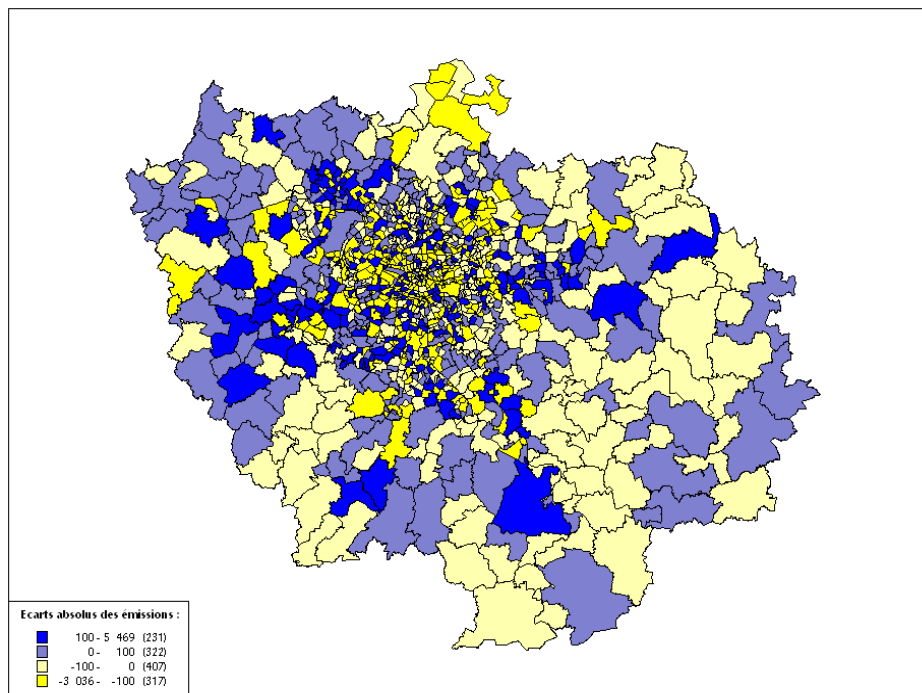 Ecarts absolus des émissions :
100 - 5 469 (231)
0 - 100 (322)
-100 - 0 (407)
-3 036 - -100 (317)